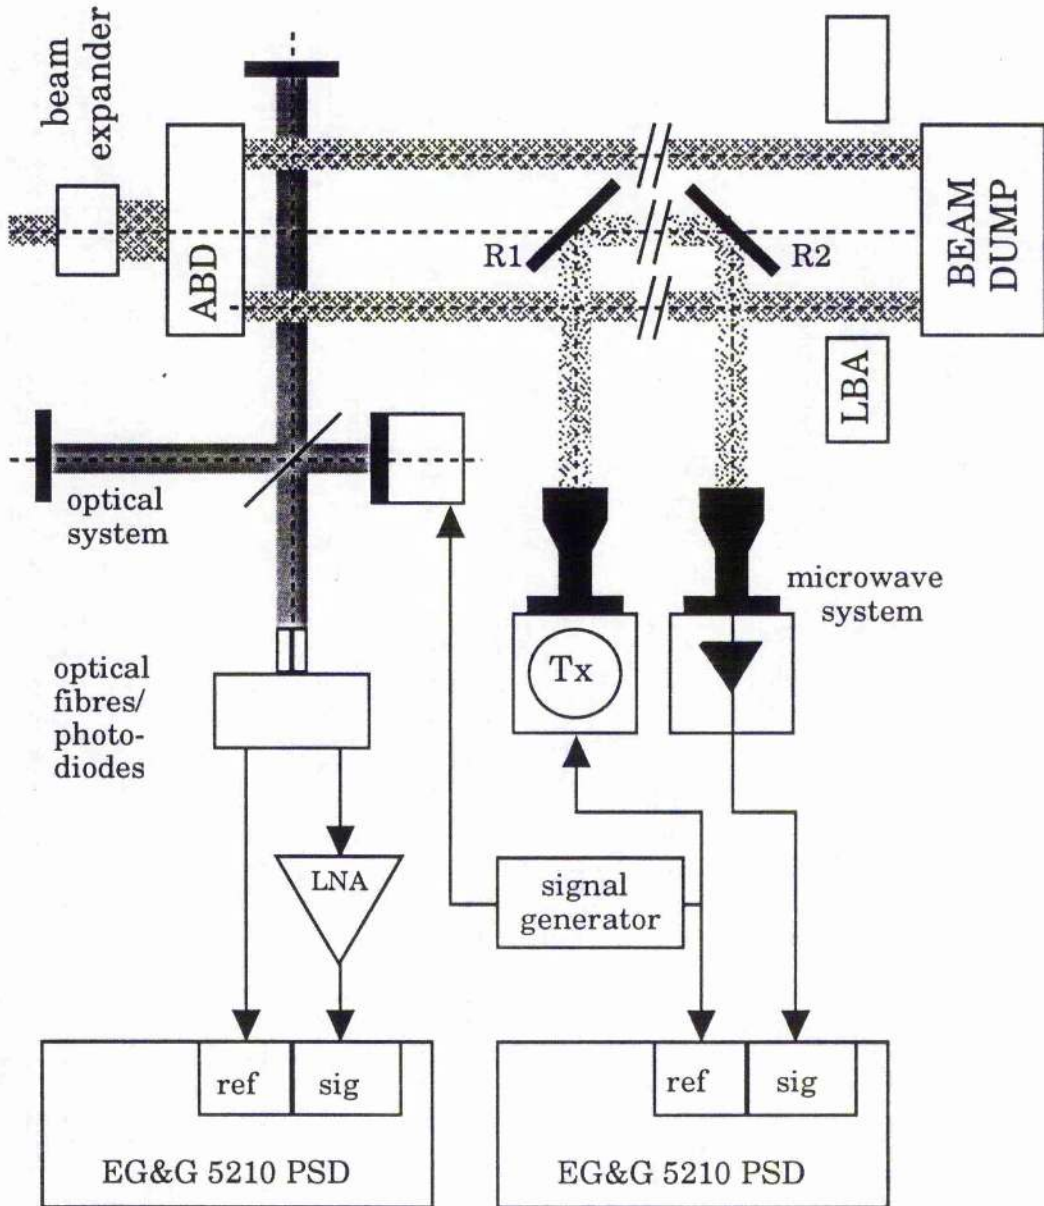 beam
expander
ABD
R1
R2
BEAM
DUMP
LBA
optical
system
microwave
system
Tx
optical
fibres/
photo-
diodes
LNA
signal
generator
ref
sig
EG&G 5210 PSD
ref
sig
EG&G 5210 PSD